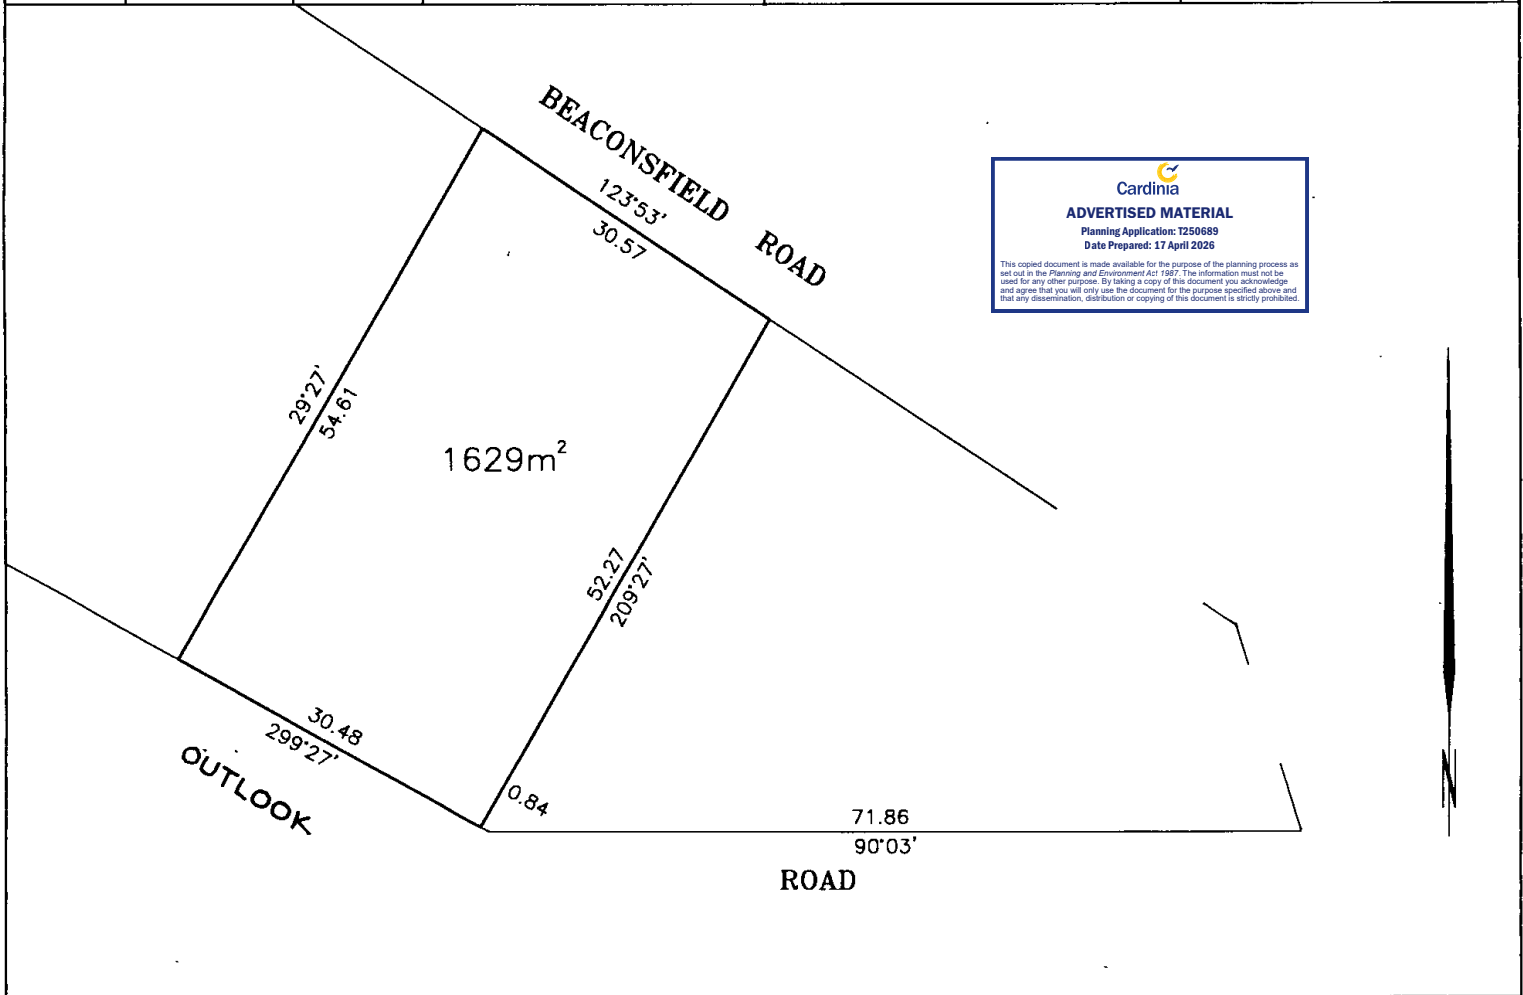 BEACONSFIELD ROAD
123°53'
30.57
Cardinia
ADVERTISED MATERIAL
Planning Application: T250689
Date Prepared: 17 April 2026
This copied document is made available for the purpose of the planning process as
set out in the Planning and Environment Act 1987. The information must not be
used for any other purpose. By taking a copy of this document you acknowledge
and agree that you will only use the document for the purpose specified above and
that any dissemination, distribution or copying of this document is strictly prohibited.
29°27'
54.61
1629m²
52.27
209°27'
30.48
299°27'
OUTLOOK
0.84
71.86
90°03'
ROAD
N